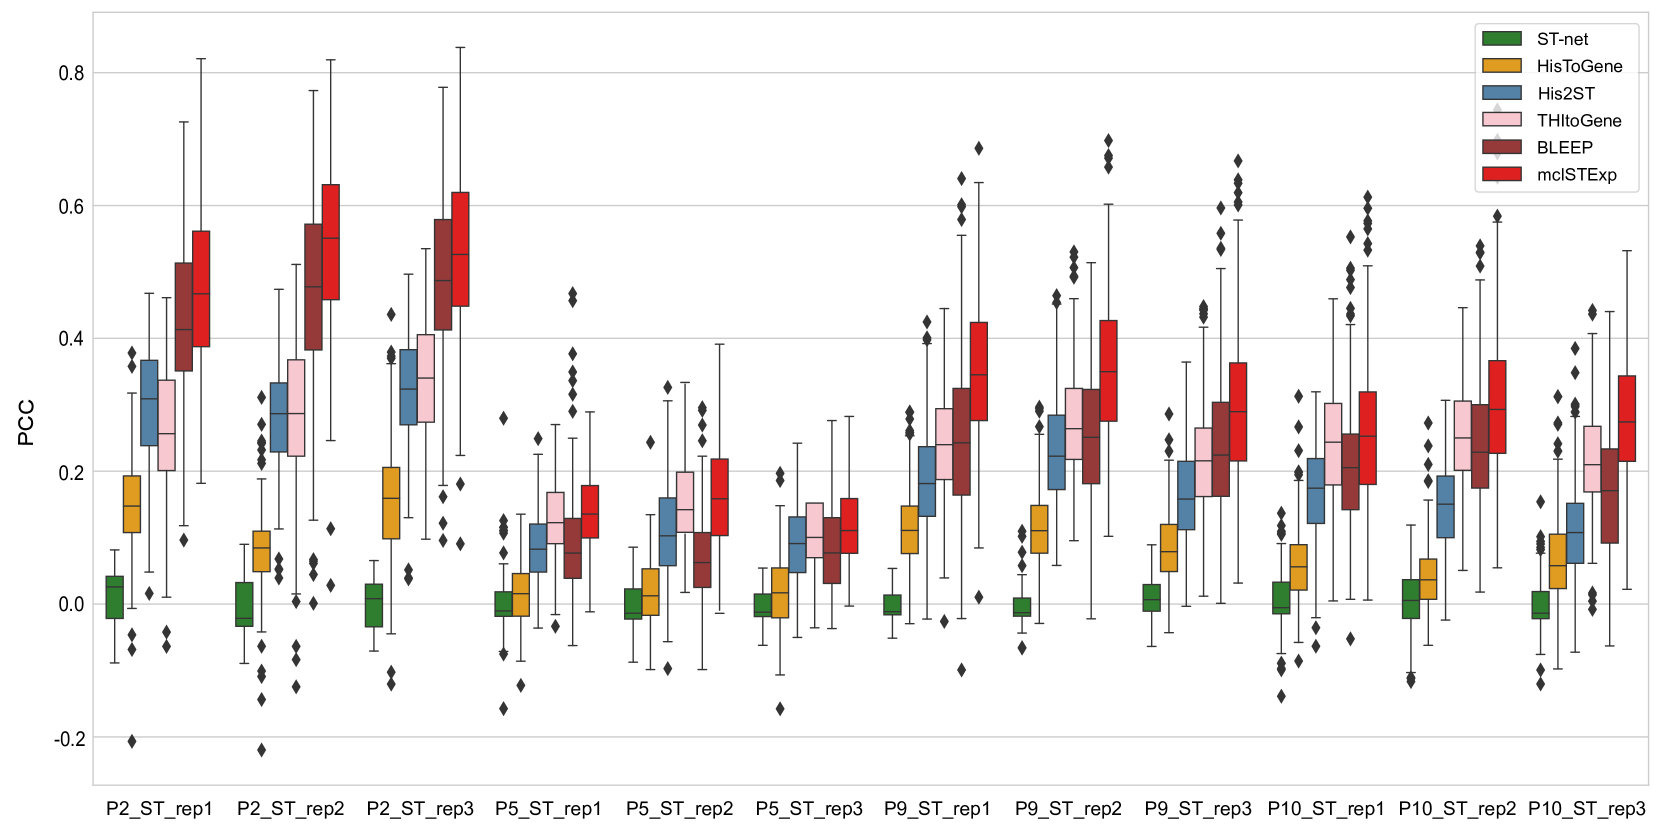 PCC
0.8
0.6
0.4
0.2
0.0
-0.2
ST-net
HisToGene
His2ST
THItoGene
BLEEP
mclSTExp
P2_ST_rep1
P2_ST_rep2
P2_ST_rep3
P5_ST_rep1
P5_ST_rep2
P5_ST_rep3
P9_ST_rep1
P9_ST_rep2
P9_ST_rep3
P10_ST_rep1
P10_ST_rep2
P10_ST_rep3